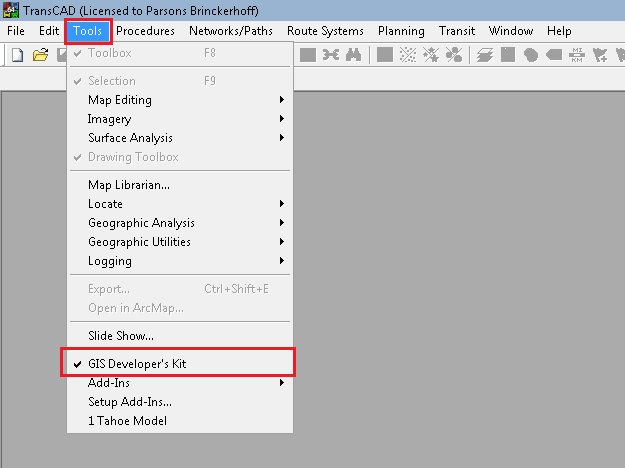 TransCAD (Licensed to Parsons Brinckerhoff)
File Edit Tools Procedures Networks/Paths Route Systems Planning Transit Window Help
Toolbox F8
Selection F9
Map Editing
Imagery
Surface Analysis
Drawing Toolbox
Map Librarian...
Locate
Geographic Analysis
Geographic Utilities
Logging
Export... Ctrl+Shift+E
Open in ArcMap...
Slide Show...
GIS Developer's Kit
Add-Ins
Setup Add-Ins...
1 Tahoe Model
MI
KM